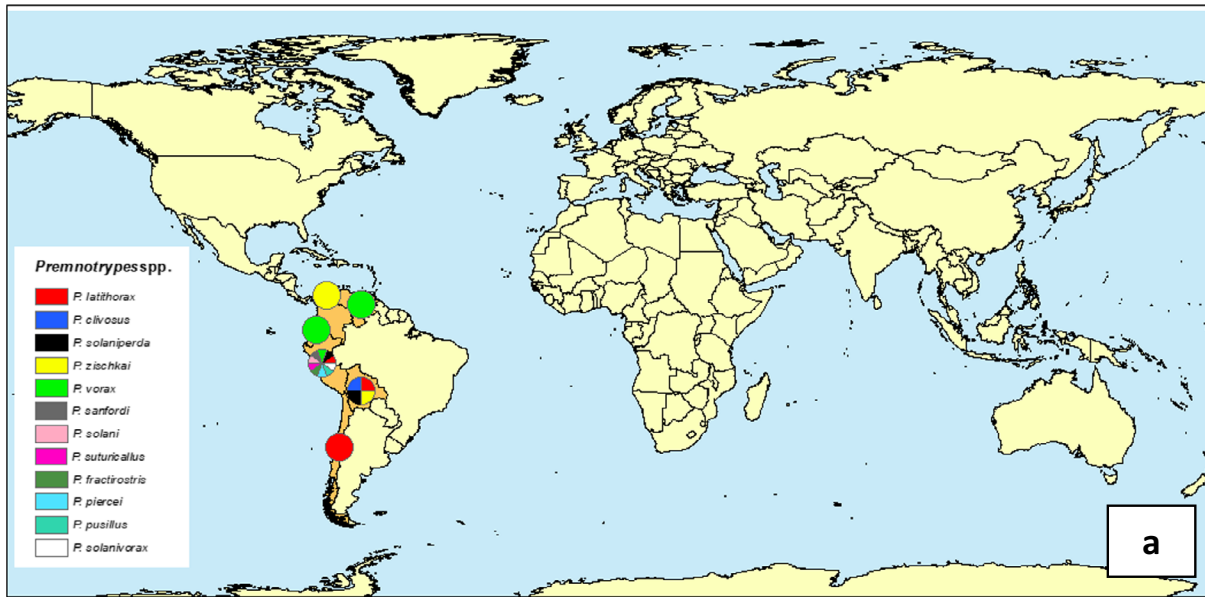 Premnotrypesspp.
P. latithorax
P. clivosus
P. solaniperda
P. zischkai
P. vorax
P. sanfordi
P. solani
P. suturicallus
P. fractirostris
P. piercei
P. pusillus
P. solanivorax
a